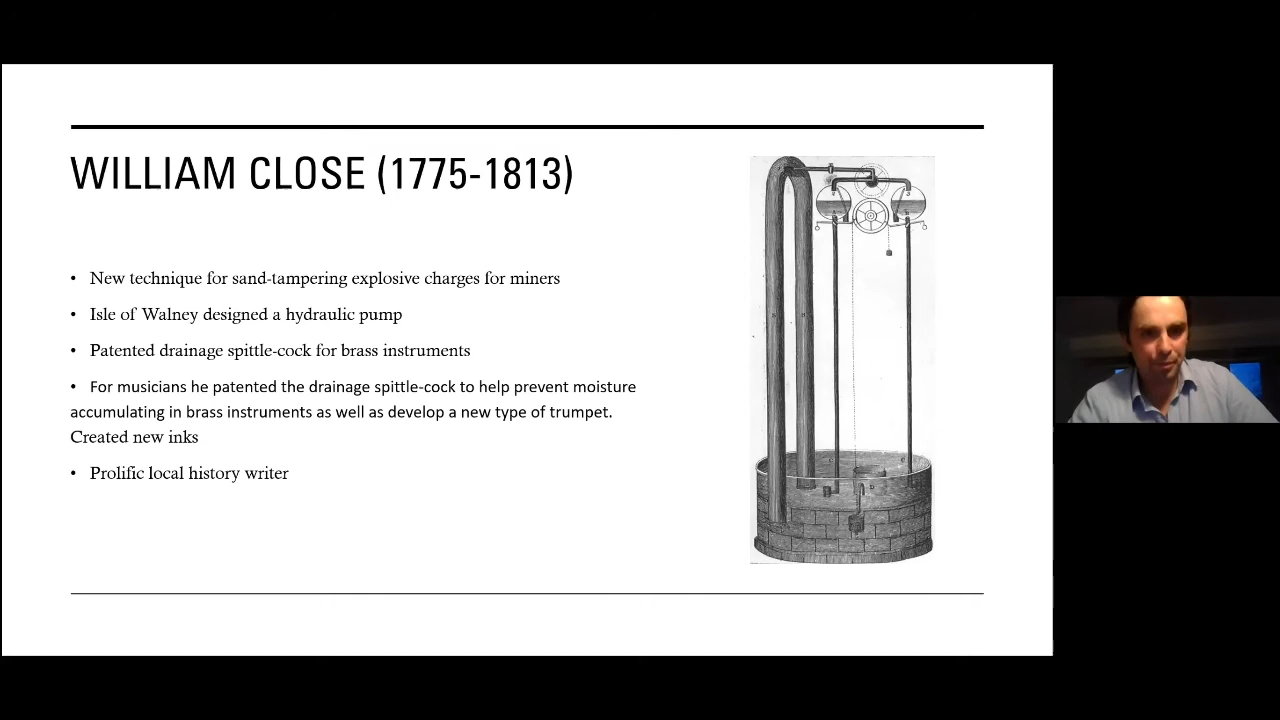 WILLIAM CLOSE (1775-1813)
• New technique for sand-tampering explosive charges for miners
• Isle of Walney designed a hydraulic pump
• Patented drainage spittle-cock for brass instruments
• For musicians he patented the drainage spittle-cock to help prevent moisture
accumulating in brass instruments as well as develop a new type of trumpet.
Created new inks
• Prolific local history writer